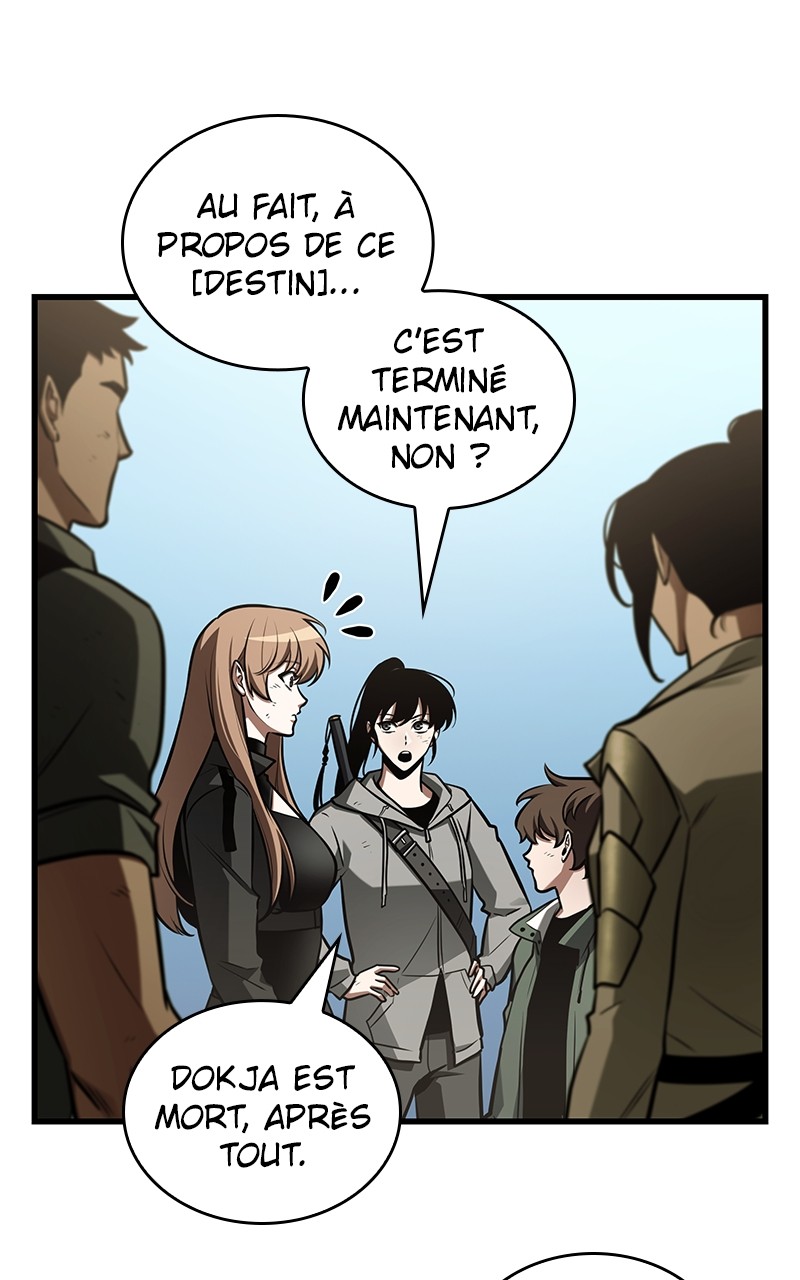 AU FAIT, À
PROPOS DE CE
[DESTIN]...
C'EST
TERMINÉ
MAINTENANT,
NON ?
DOKJA EST
MORT, APRÈS
TOUT.